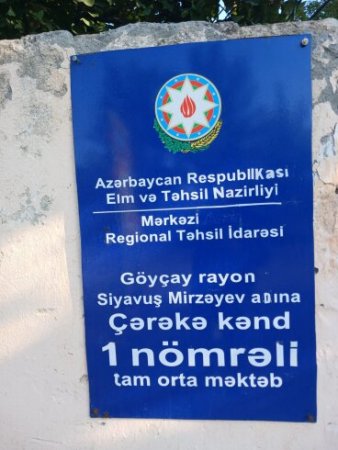 Azərbaycan Respublikası
Elm və Təhsil Nazirliyi
Mərkəzi
Regional Təhsil İdarəsi
Göyçay rayon
Siyavuş Mirzəyev adına
Çərəkə kənd
1 nömrəli
tam orta məktəb